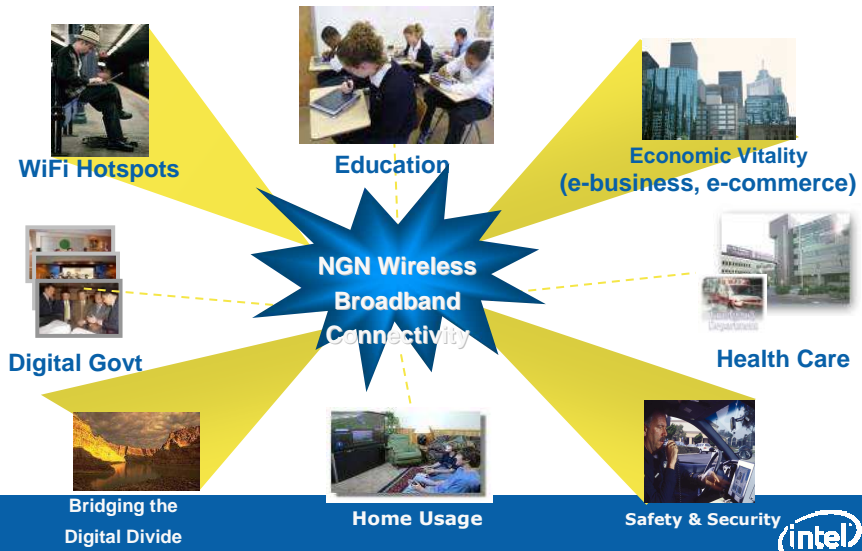 WiFi Hotspots
Education
Economic Vitality
(e-business, e-commerce)
NGN Wireless
Broadband
Connectivity
Digital Govt
Health Care
Bridging the
Digital Divide
Home Usage
Safety & Security
intel